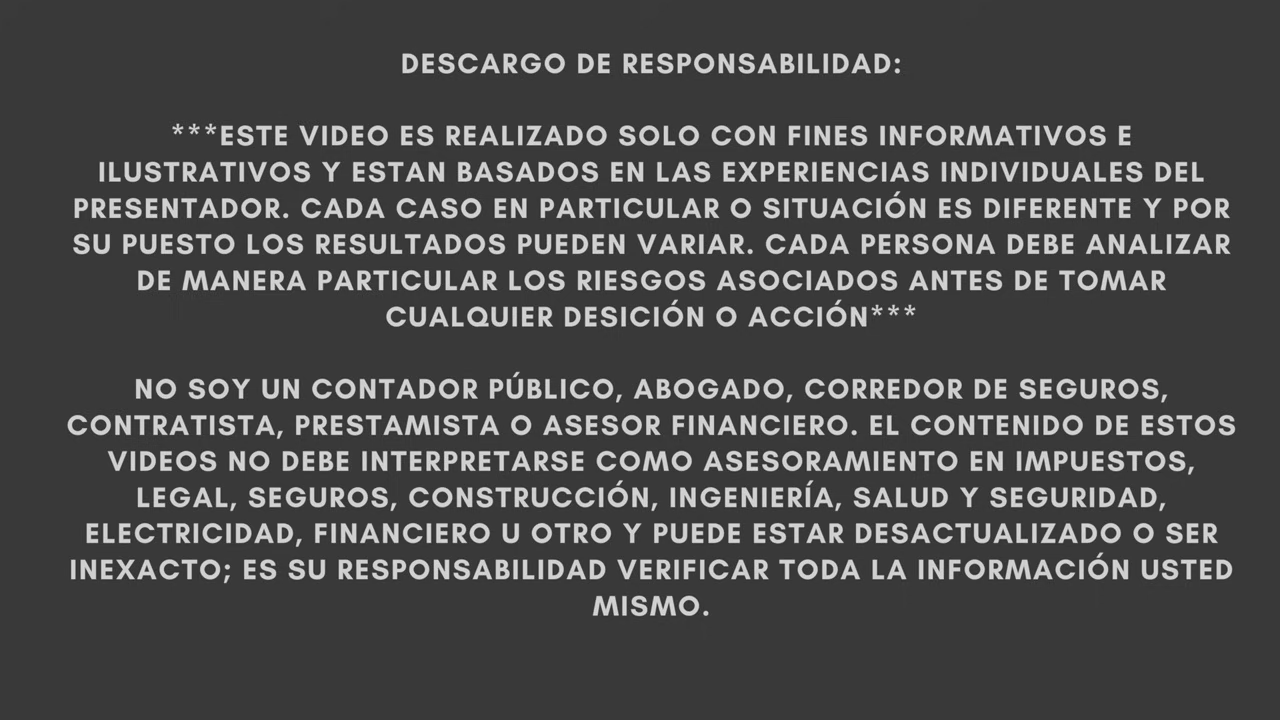 DESCARGO DE RESPONSABILIDAD:
***ESTE VIDEO ES REALIZADO SOLO CON FINES INFORMATIVOS E
ILUSTRATIVOS Y ESTAN BASADOS EN LAS EXPERIENCIAS INDIVIDUALES DEL
PRESENTADOR. CADA CASO EN PARTICULAR O SITUACIÓN ES DIFERENTE Y POR
SU PUESTO LOS RESULTADOS PUEDEN VARIAR. CADA PERSONA DEBE ANALIZAR
DE MANERA PARTICULAR LOS RIESGOS ASOCIADOS ANTES DE TOMAR
CUALQUIER DESICIÓN O ACCIÓN***
NO SOY UN CONTADOR PÚBLICO, ABOGADO, CORREDOR DE SEGUROS,
CONTRATISTA, PRESTAMISTA O ASESOR FINANCIERO. EL CONTENIDO DE ESTOS
VIDEOS NO DEBE INTERPRETARSE COMO ASESORAMIENTO EN IMPUESTOS,
LEGAL, SEGUROS, CONSTRUCCIÓN, INGENIERÍA, SALUD Y SEGURIDAD,
ELECTRICIDAD, FINANCIERO U OTRO Y PUEDE ESTAR DESACTUALIZADO O SER
INEXACTO; ES SU RESPONSABILIDAD VERIFICAR TODA LA INFORMACIÓN USTED
MISMO.